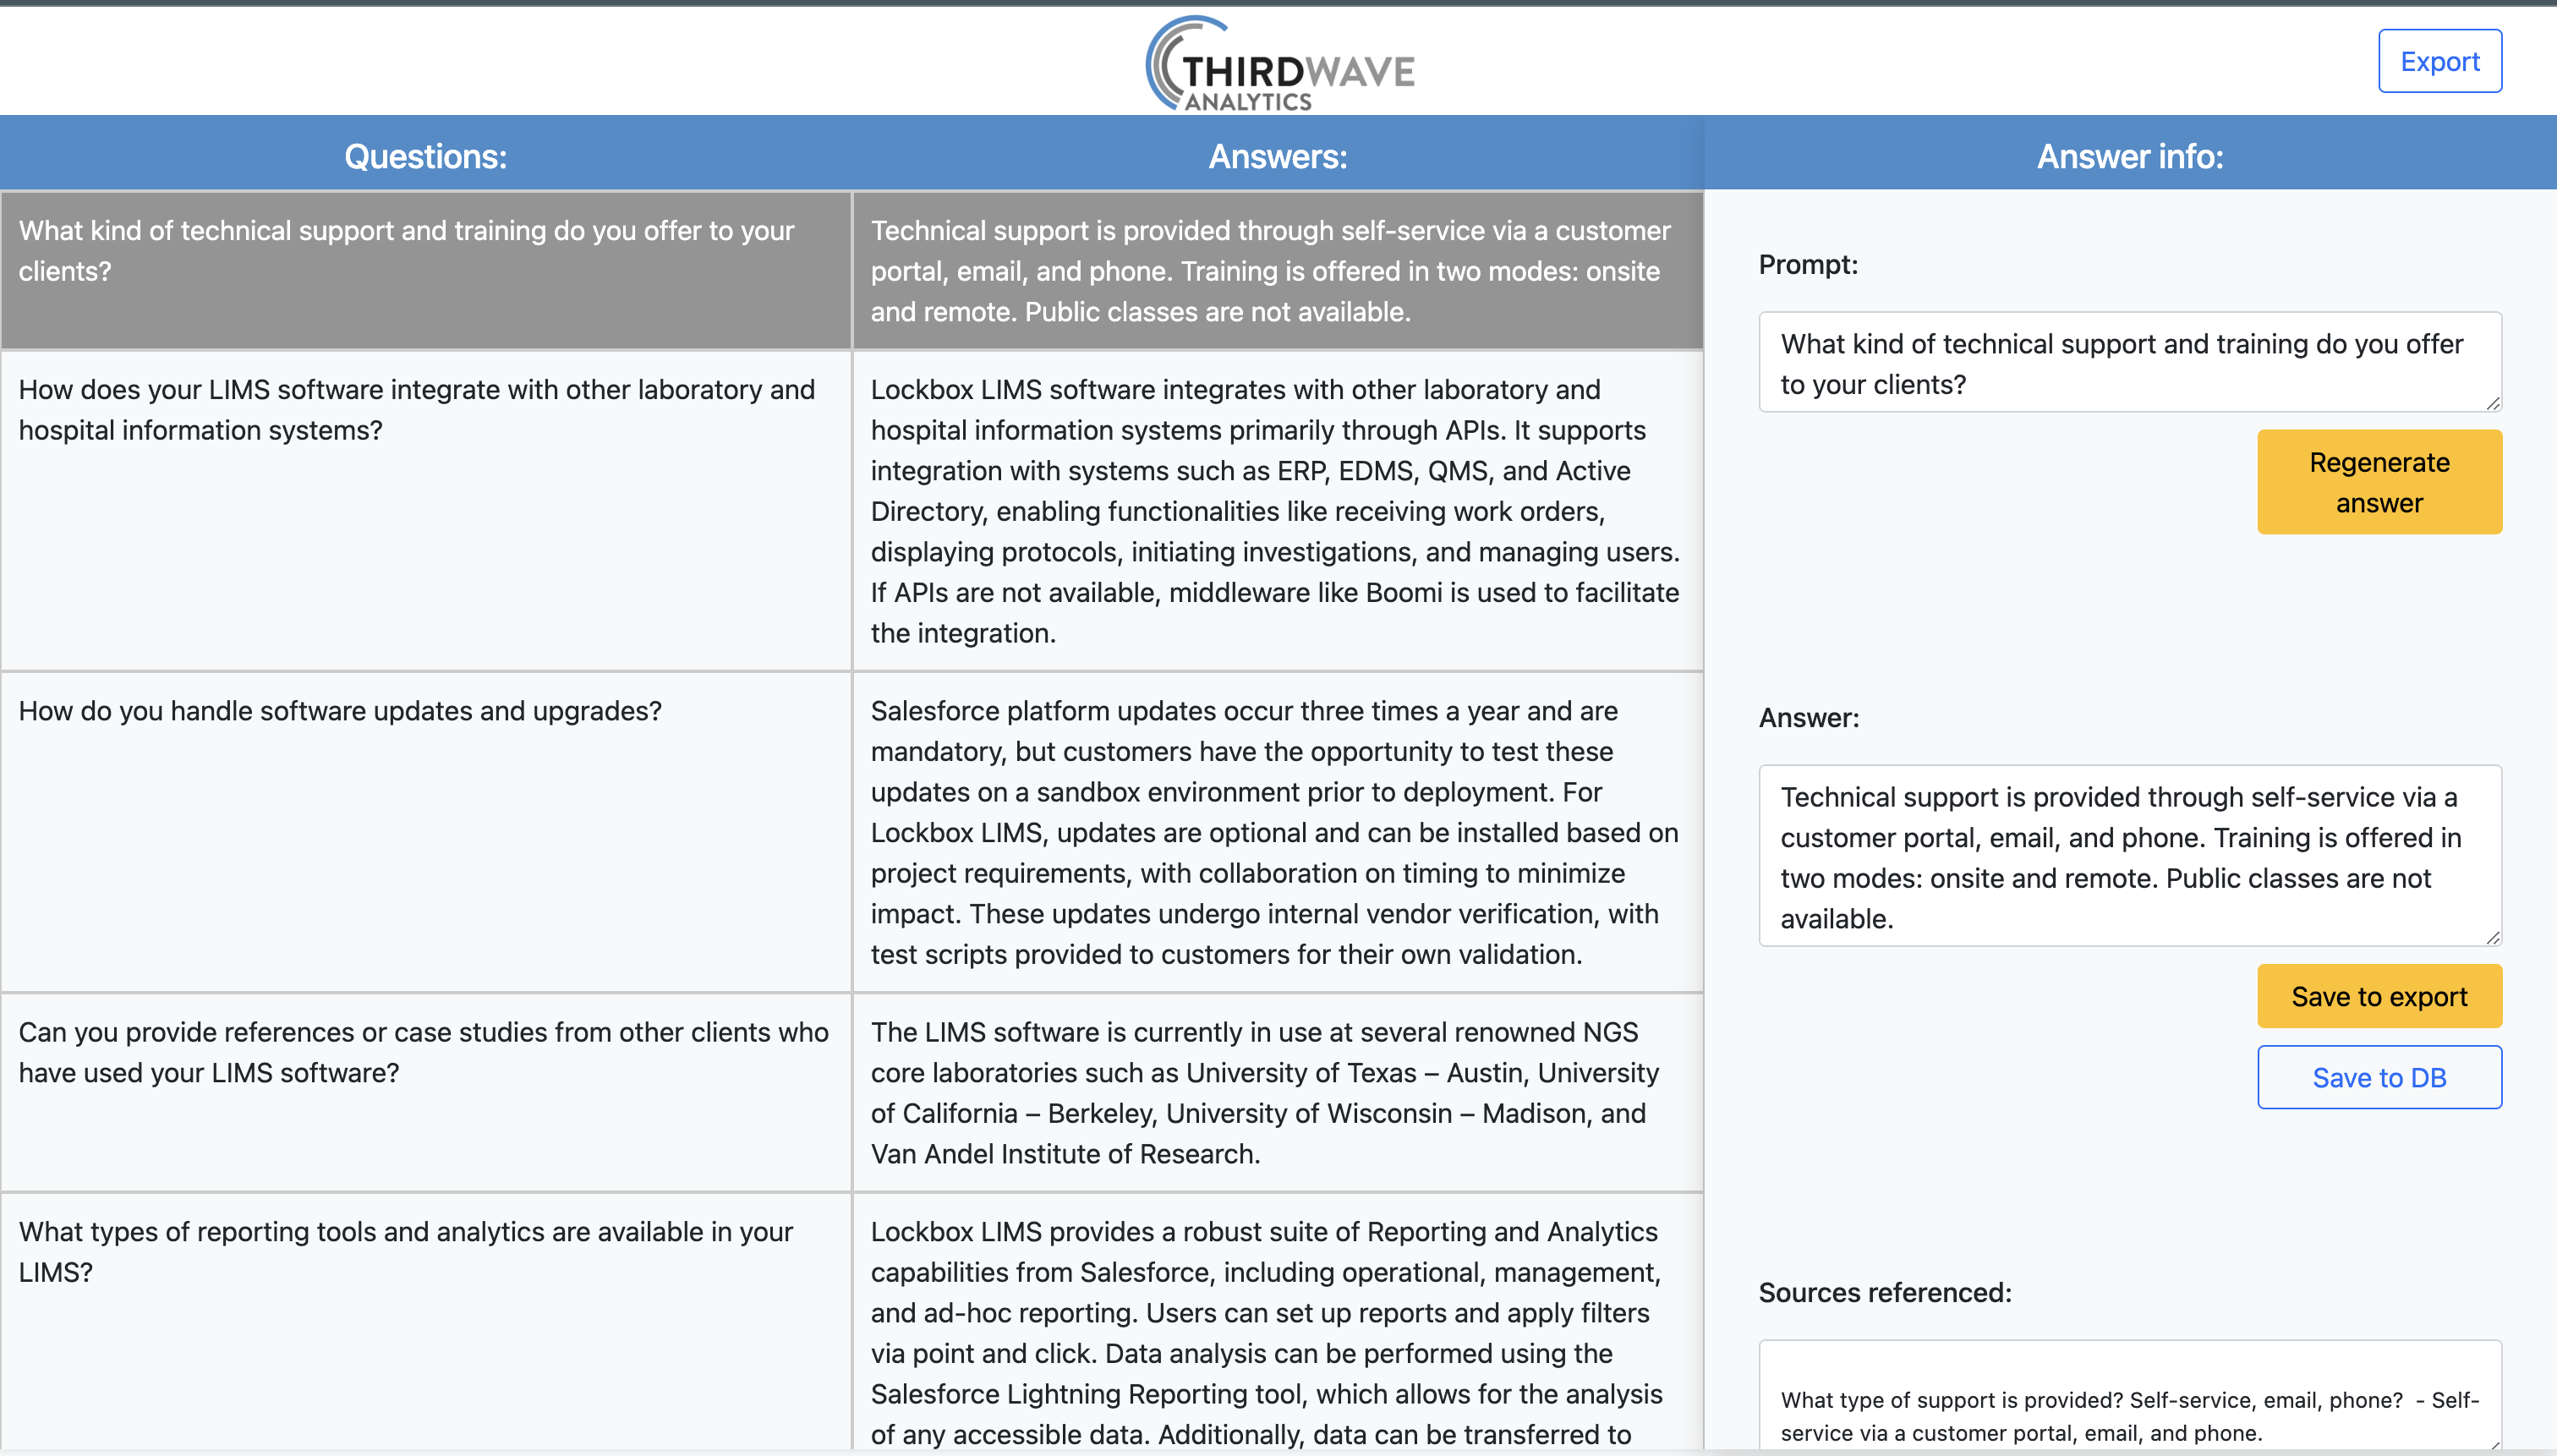 THIRDWAVE
ANALYTICS
Export
Questions:
Answers:
Answer info:
What kind of technical support and training do you offer to your
clients?
Technical support is provided through self-service via a customer
portal, email, and phone. Training is offered in two modes: onsite
and remote. Public classes are not available.
How does your LIMS software integrate with other laboratory and
hospital information systems?
Lockbox LIMS software integrates with other laboratory and
hospital information systems primarily through APIs. It supports
integration with systems such as ERP, EDMS, QMS, and Active
Directory, enabling functionalities like receiving work orders,
displaying protocols, initiating investigations, and managing users.
If APIs are not available, middleware like Boomi is used to facilitate
the integration.
How do you handle software updates and upgrades?
Salesforce platform updates occur three times a year and are
mandatory, but customers have the opportunity to test these
updates on a sandbox environment prior to deployment. For
Lockbox LIMS, updates are optional and can be installed based on
project requirements, with collaboration on timing to minimize
impact. These updates undergo internal vendor verification, with
test scripts provided to customers for their own validation.
Can you provide references or case studies from other clients who
have used your LIMS software?
The LIMS software is currently in use at several renowned NGS
core laboratories such as University of Texas – Austin, University
of California – Berkeley, University of Wisconsin – Madison, and
Van Andel Institute of Research.
What types of reporting tools and analytics are available in your
LIMS?
Lockbox LIMS provides a robust suite of Reporting and Analytics
capabilities from Salesforce, including operational, management,
and ad-hoc reporting. Users can set up reports and apply filters
via point and click. Data analysis can be performed using the
Salesforce Lightning Reporting tool, which allows for the analysis
of any accessible data. Additionally, data can be transferred to
Prompt:
What kind of technical support and training do you offer
to your clients?
Regenerate
answer
Answer:
Technical support is provided through self-service via a
customer portal, email, and phone. Training is offered in
two modes: onsite and remote. Public classes are not
available.
Save to export
Save to DB
Sources referenced:
What type of support is provided? Self-service, email, phone?  - Self-
service via a customer portal, email, and phone.